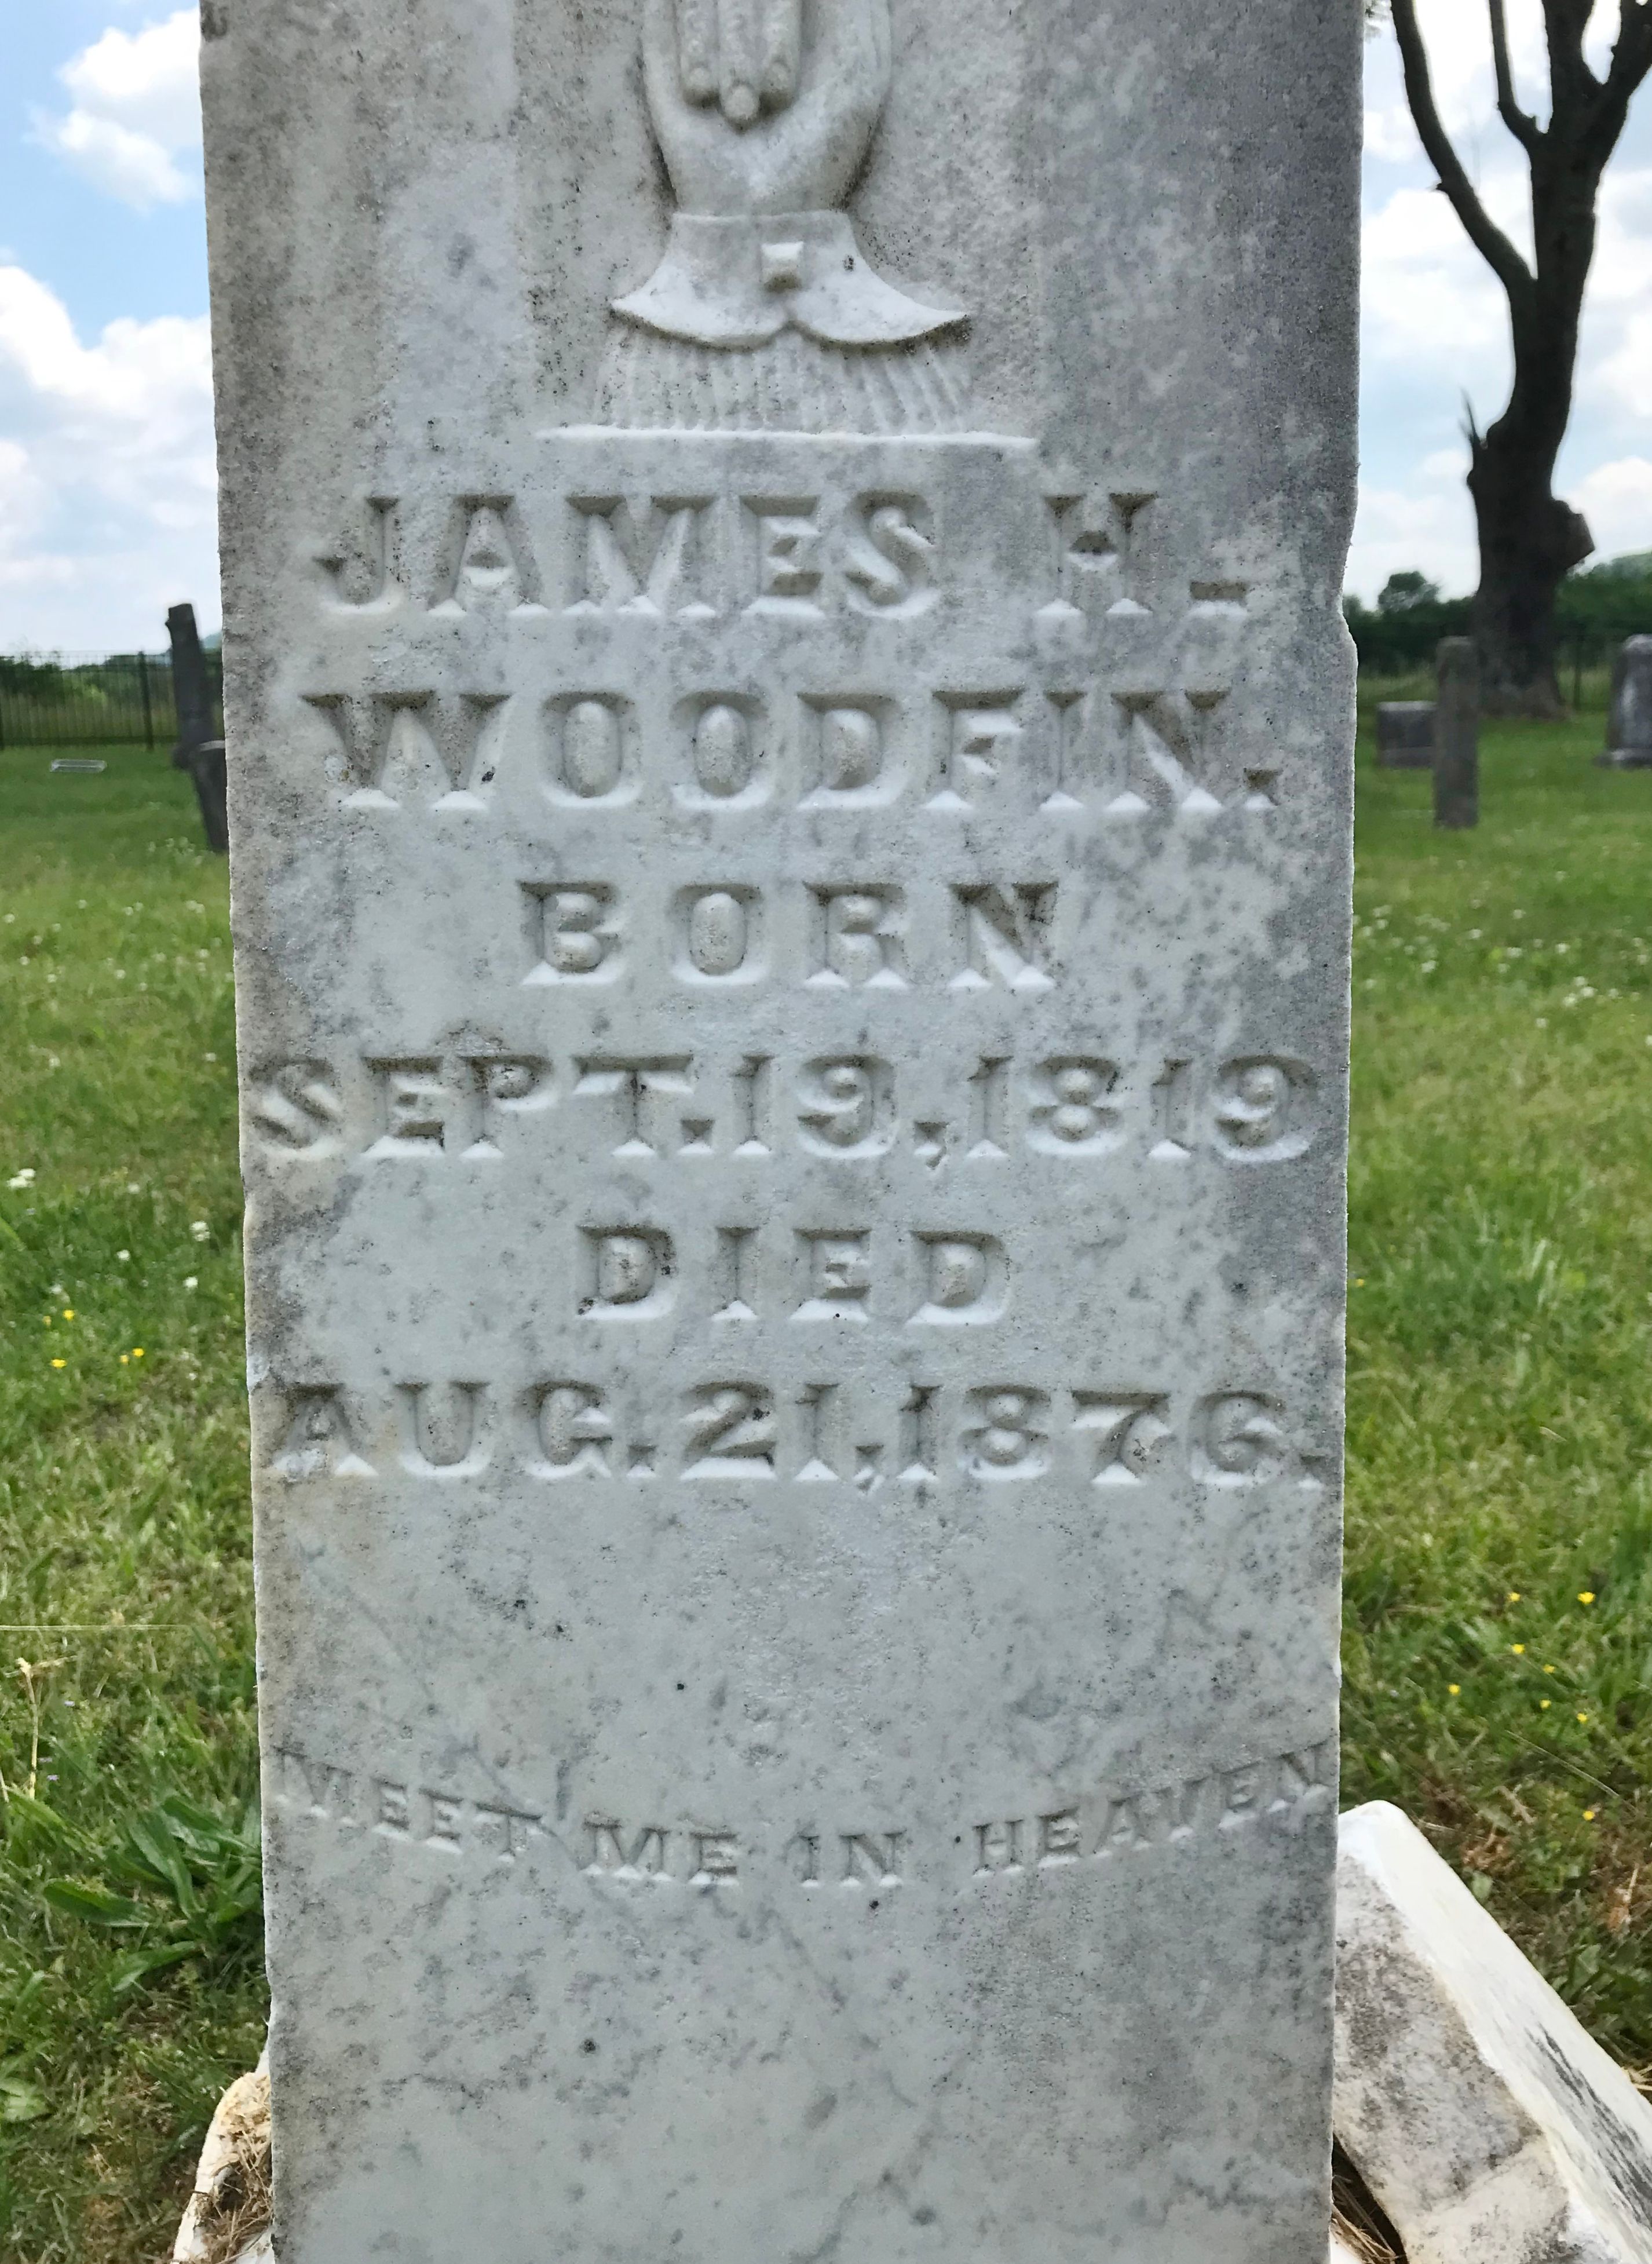 JAMES H.
WOODFIN.
BORN
SEPT. 19, 1819
DIED
AUG. 21, 1876.
MEET ME IN HEAVEN